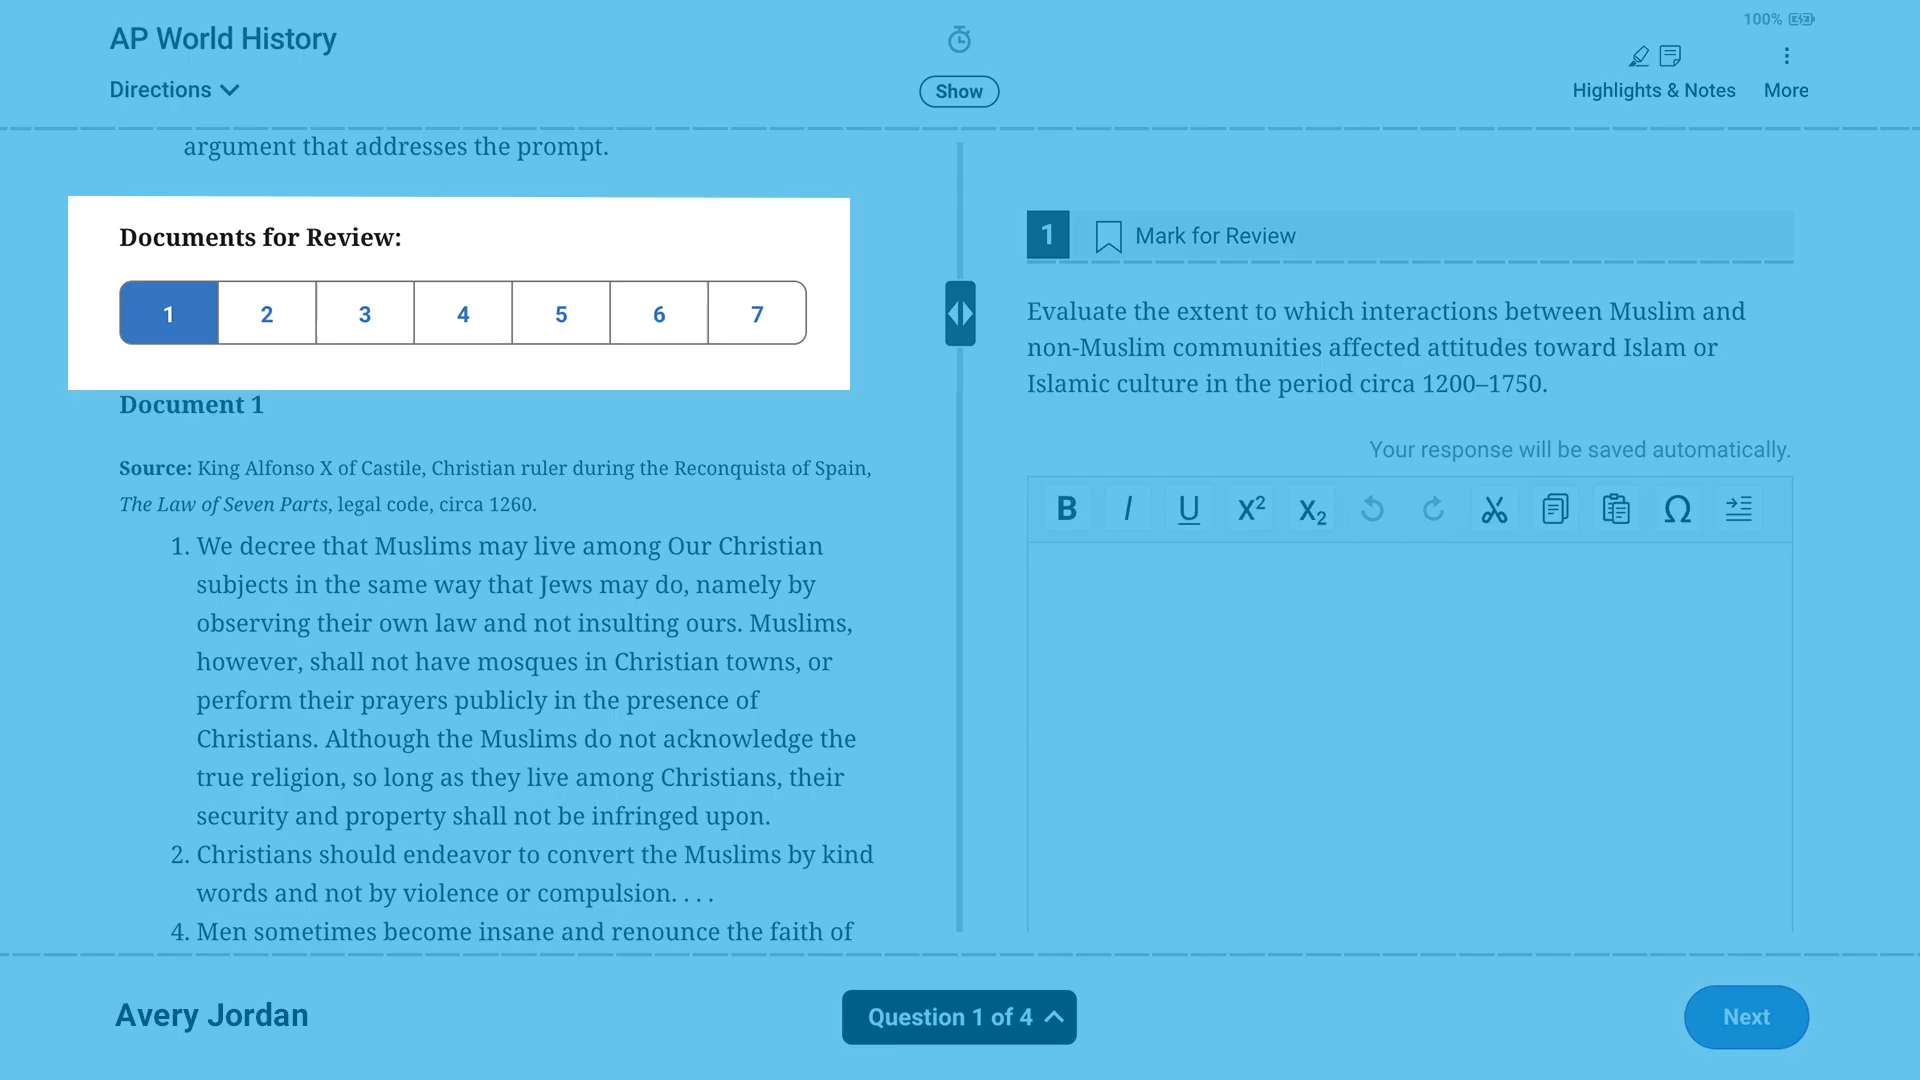 AP World History
Directions
Show
100%
Highlights & Notes
More
argument that addresses the prompt.
Documents for Review:
1 2 3 4 5 6 7
Document 1
Source: King Alfonso X of Castile, Christian ruler during the Reconquista of Spain,
The Law of Seven Parts, legal code, circa 1260.
1. We decree that Muslims may live among Our Christian
subjects in the same way that Jews may do, namely by
observing their own law and not insulting ours. Muslims,
however, shall not have mosques in Christian towns, or
perform their prayers publicly in the presence of
Christians. Although the Muslims do not acknowledge the
true religion, so long as they live among Christians, their
security and property shall not be infringed upon.
2. Christians should endeavor to convert the Muslims by kind
words and not by violence or compulsion. . . .
4. Men sometimes become insane and renounce the faith of
1 Mark for Review
Evaluate the extent to which interactions between Muslim and
non-Muslim communities affected attitudes toward Islam or
Islamic culture in the period circa 1200–1750.
Your response will be saved automatically.
B I U X² X₂ Ω
Avery Jordan
Question 1 of 4
Next